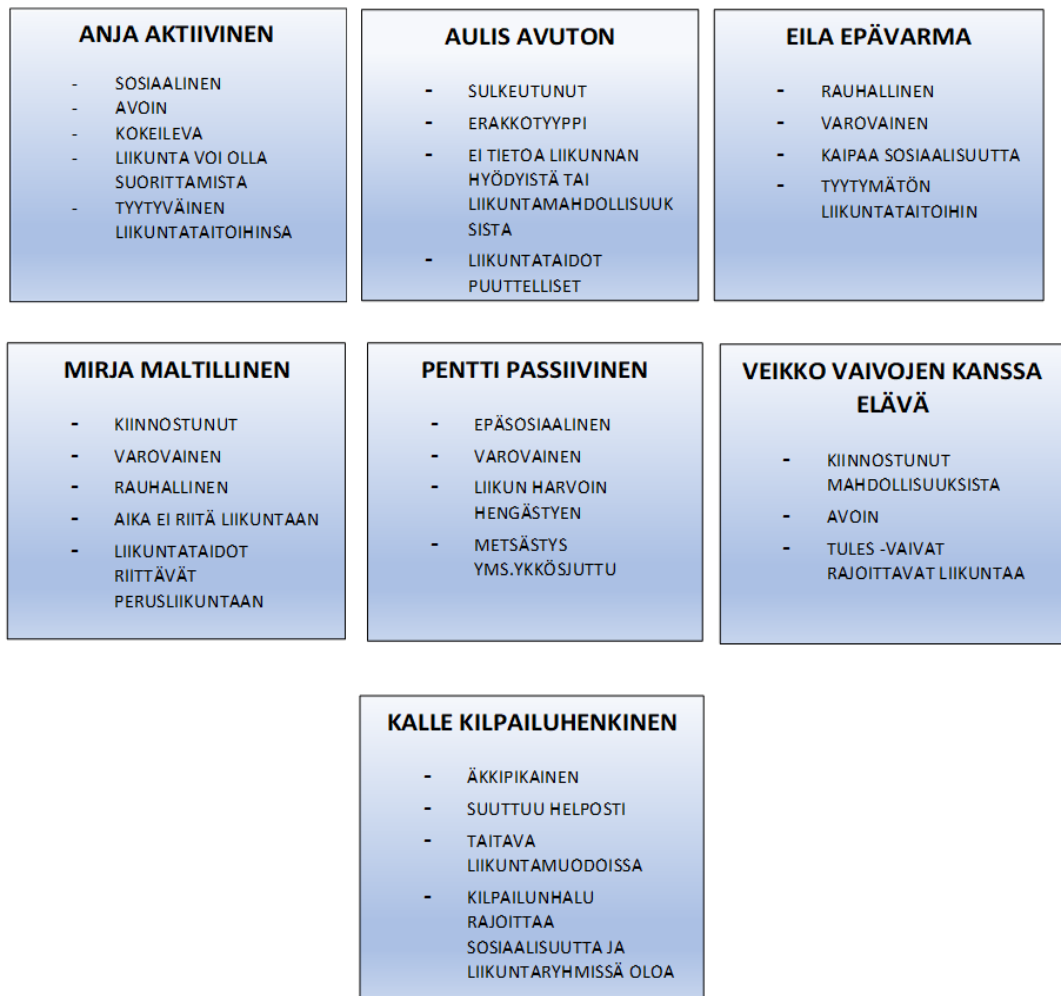 ANJA AKTIIVINEN
- SOSIAALINEN
- AVOIN
- KOKEILEVA
- LIIKUNTA VOI OLLA
SUORITTAMISTA
- TYYTYVÄINEN
LIIKUNTATAITOIHINSA
AULIS AVUTON
- SULKEUTUNUT
- ERAKKOTYYPPI
- EI TIETOA LIIKUNNAN
HYÖDYISTÄ TAI
LIIKUNTAMAHDOLLISUUK
SISTA
- LIIKUNTATAIDOT
PUUTTELLISET
EILA EPÄVARMA
- RAUHALLINEN
- VAROVAINEN
- KAIPAA SOSIAALISUUTTA
- TYYTYMÄTÖN
LIIKUNTATAITOIHIN
MIRJA MALTILLINEN
- KIINNOSTUNUT
- VAROVAINEN
- RAUHALLINEN
- AIKA EI RIITÄ LIIKUNTAAN
- LIIKUNTATAIDOT
RIITTÄVÄT
PERUSLIIKUNTAAN
PENTTI PASSIIVINEN
- EPÄSOSIAALINEN
- VAROVAINEN
- LIIKUN HARVOIN
HENGÄSTYEN
- METSÄSTYS
YMS.YKKÖSJUTTU
VEIKKO VAIVOJEN KANSSA
ELÄVÄ
- KIINNOSTUNUT
MAHDOLLISUUKSISTA
- AVOIN
- TULES -VAIVAT
RAJOITTAVAT LIIKUNTAA
KALLE KILPAILUHENKINEN
- ÄKKIPIKAINEN
- SUUTTUU HELPOSTI
- TAITAVA
LIIKUNTAMUODOISSA
- KILPAILUNHALU
RAJOITTAA
SOSIAALISUUTTA JA
LIIKUNTARYHMISSÄ OLOA